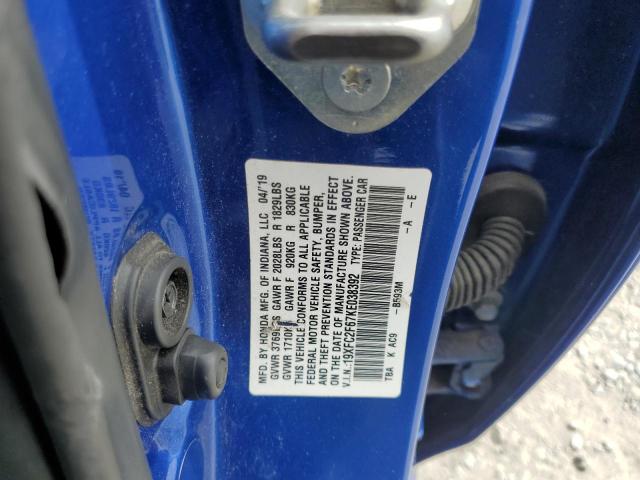 MFD. BY HONDA MFG. OF INDIANA, LLC 04/'19
GVWR 3769LBS GAWR F 2028LBS R 1829LBS
GVWR 1710KG GAWR F 920KG R 830KG
THIS VEHICLE CONFORMS TO ALL APPLICABLE
FEDERAL MOTOR VEHICLE SAFETY, BUMPER,
AND THEFT PREVENTION STANDARDS IN EFFECT
ON THE DATE OF MANUFACTURE SHOWN ABOVE.
V.I.N.:19XFC2F67KE038392 TYPE: PASSENGER CAR
–B593M –A –E
TBA K AC9